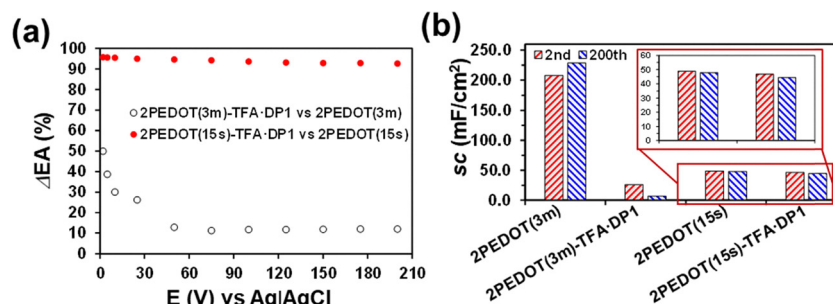 (a)
100
90
80
70
60
50
40
30
20
10
0
ΔEA (%)
2PEDOT(3m)-TFA·DP1 vs 2PEDOT(3m)
2PEDOT(15s)-TFA·DP1 vs 2PEDOT(15s)
0 30 60 90 120 150 180 210
E (V) vs Ag|AgCl
(b)
250.0
200.0
150.0
100.0
50.0
0.0
sc (mF/cm²)
2nd 200th
60
50
40
30
20
10
0
2PEDOT(3m)
2PEDOT(3m)-TFA·DP1
2PEDOT(15s)
2PEDOT(15s)-TFA·DP1